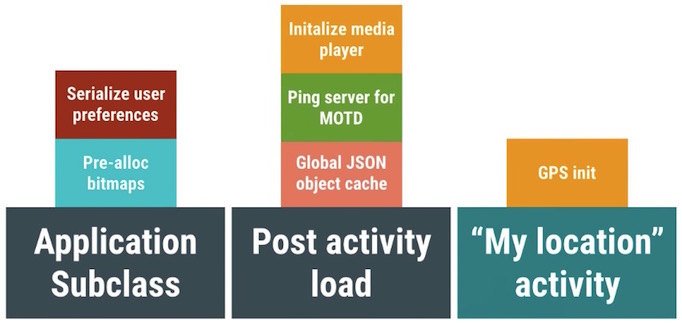 Serialize user
preferences
Pre-alloc
bitmaps
Application
Subclass
Initalize media
player
Ping server for
MOTD
Global JSON
object cache
Post activity
load
GPS init
“My location”
activity